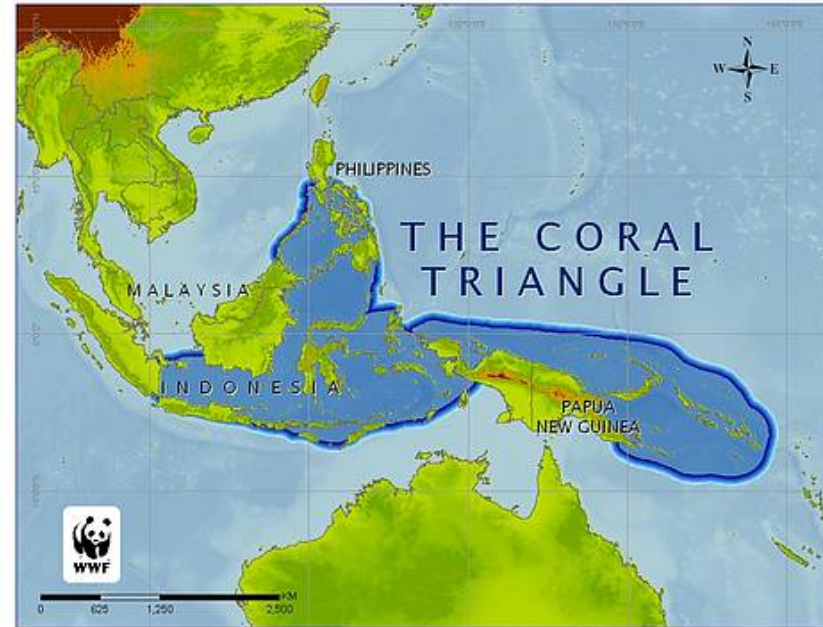 N
W E
S
PHILIPPINES
THE CORAL
TRIANGLE
MALAYSIA
INDONESIA
PAPUA
NEW GUINEA
WWF
KM
0 625 1,250 2,500